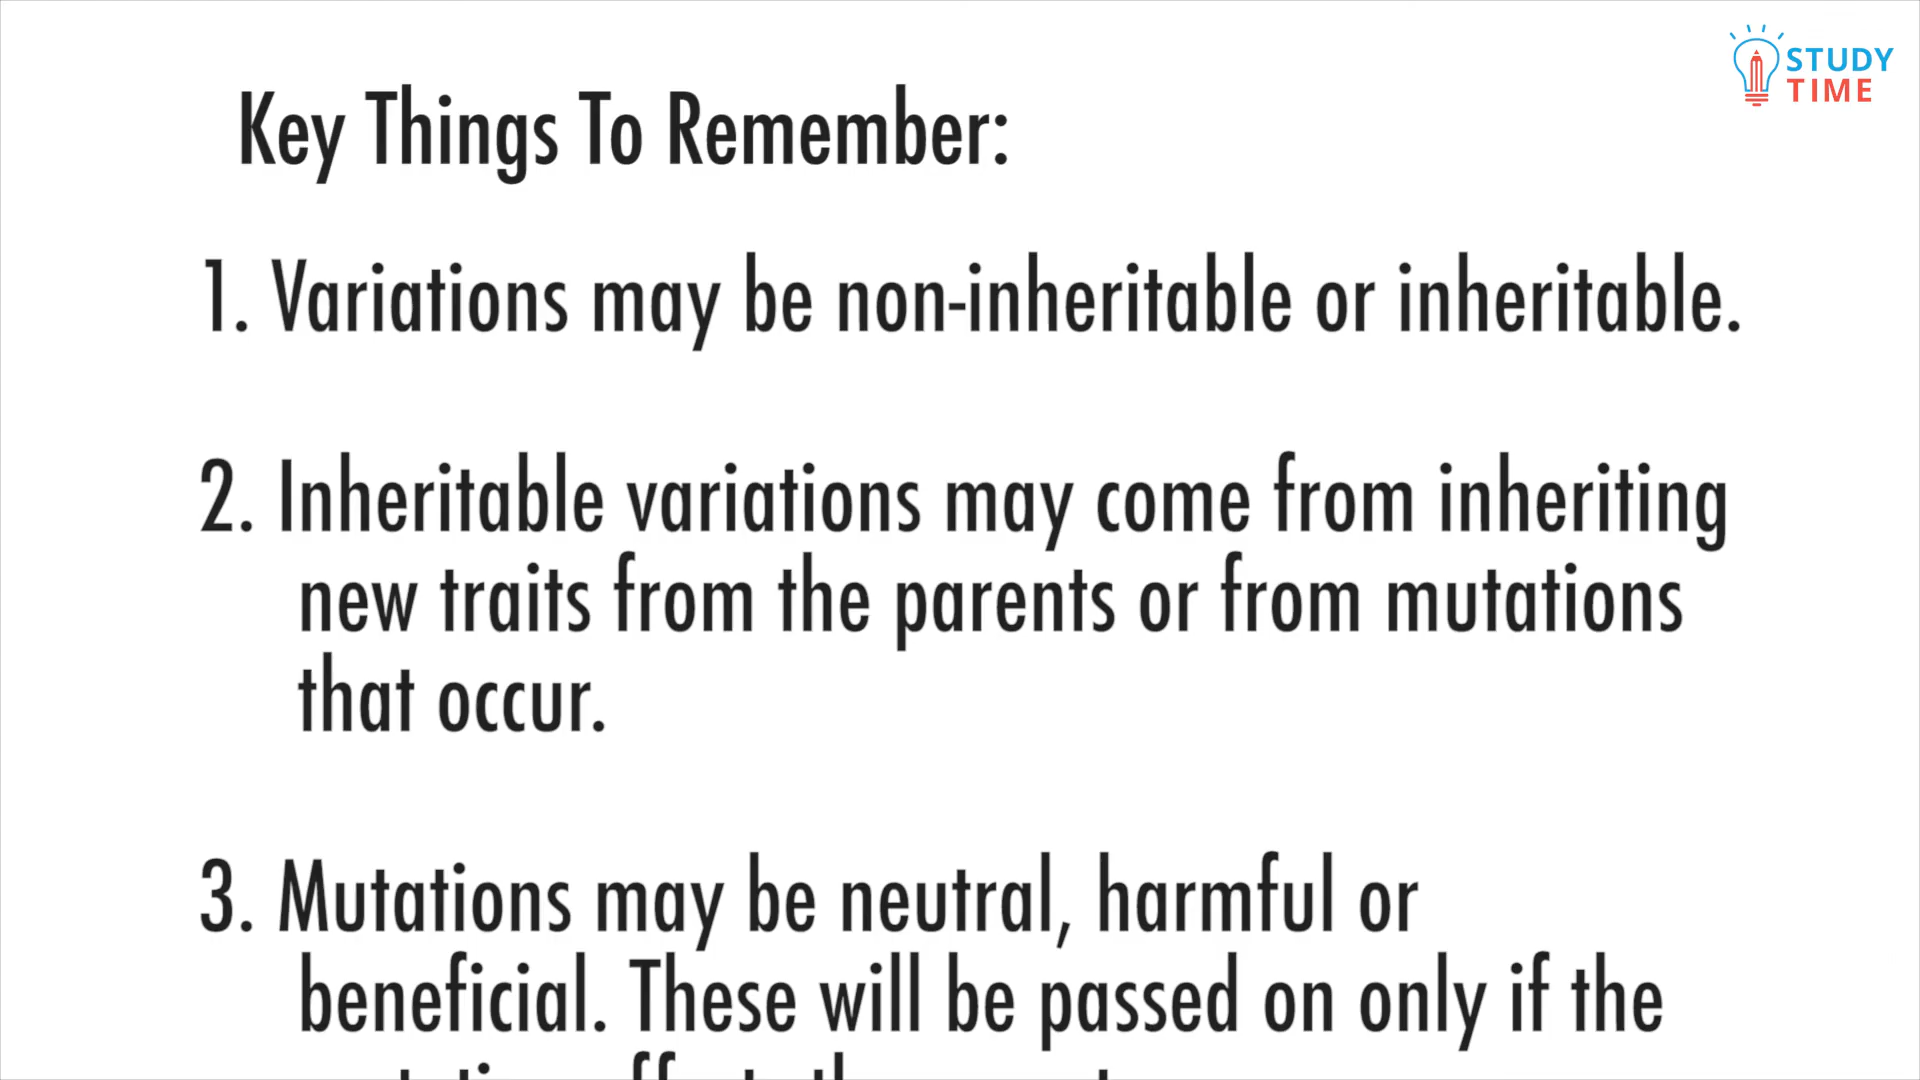 STUDY
TIME
Key Things To Remember:
1. Variations may be non-inheritable or inheritable.
2. Inheritable variations may come from inheriting
new traits from the parents or from mutations
that occur.
3. Mutations may be neutral, harmful or
beneficial. These will be passed on only if the